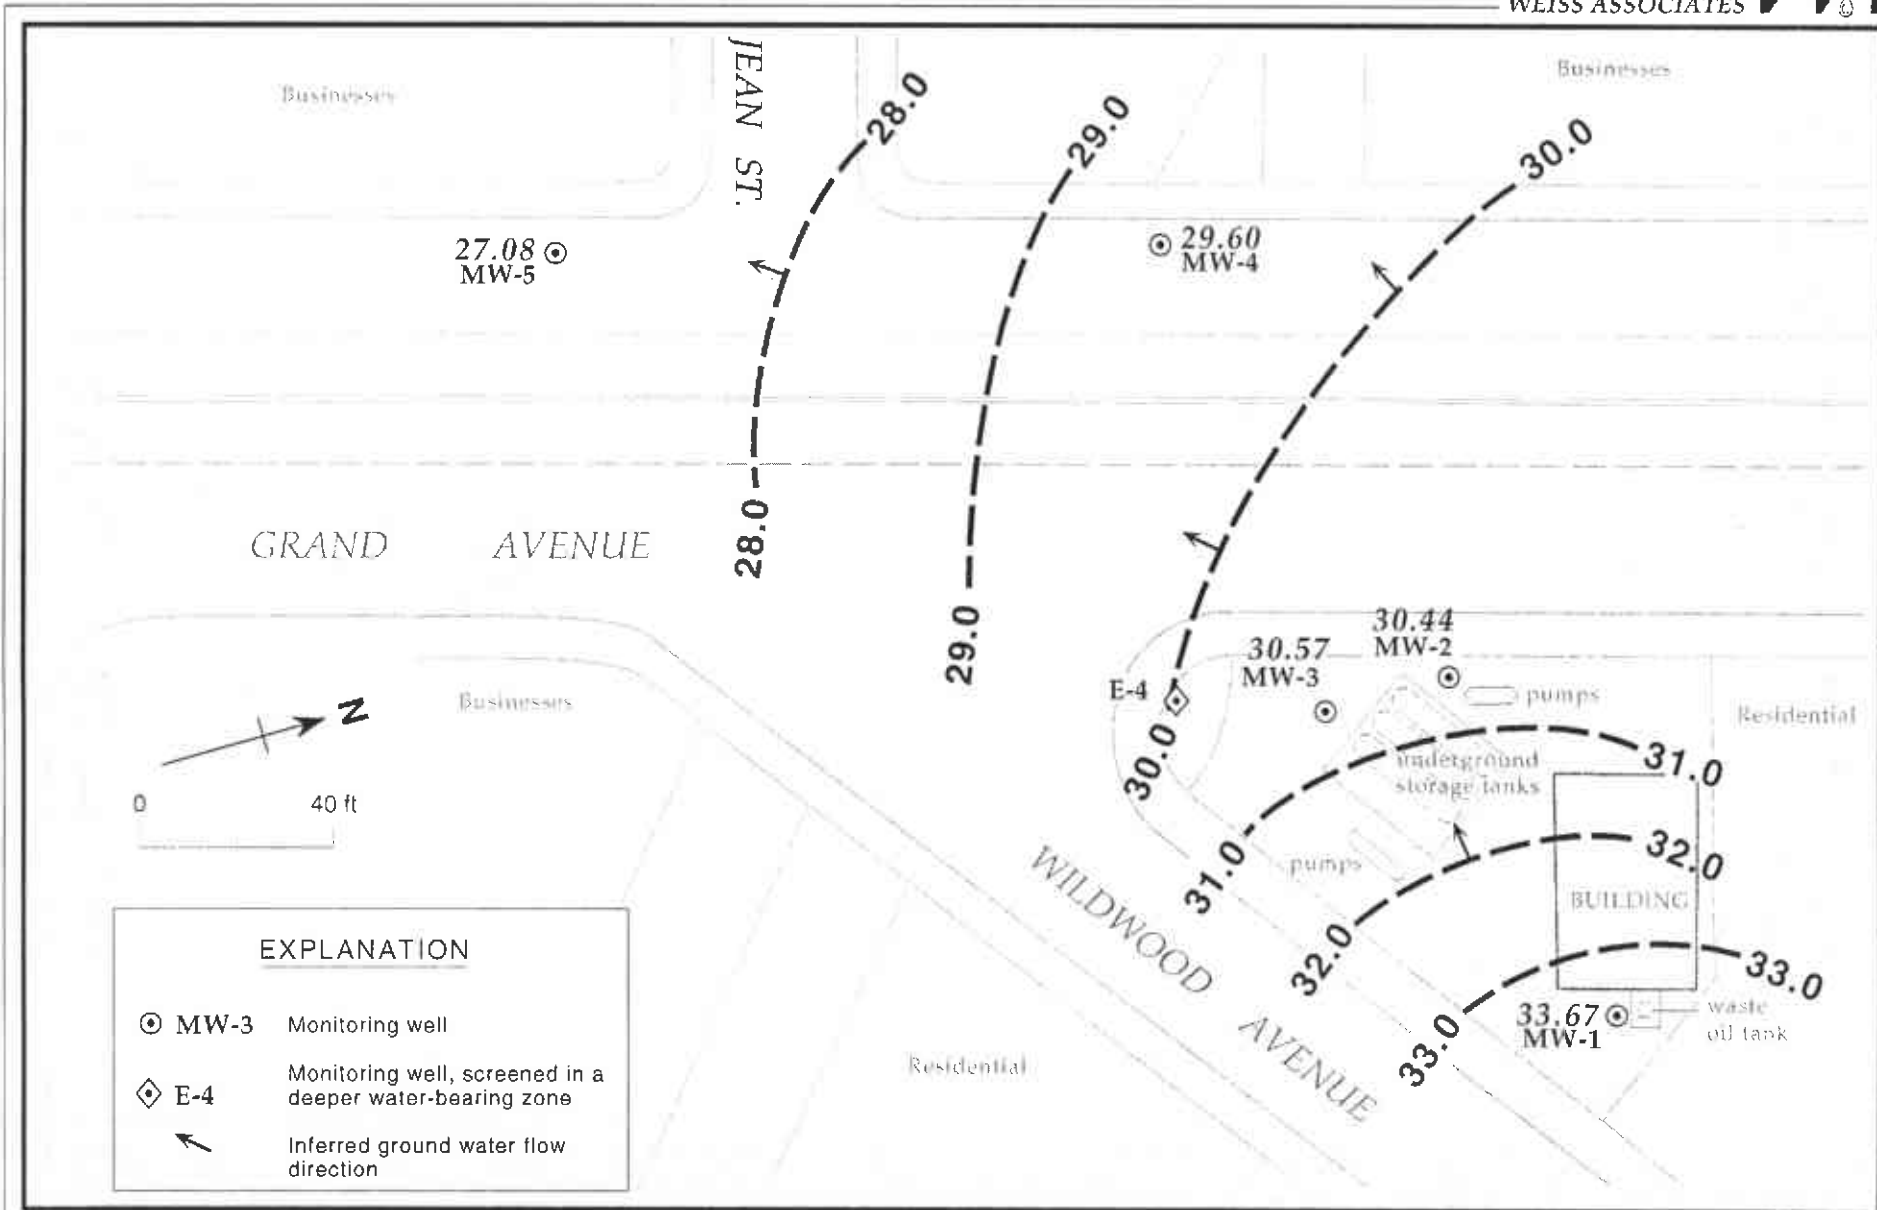 WEISS ASSOCIATES
Businesses
JEAN ST.
28.0
29.0
30.0
Businesses
27.08
MW-5
29.60
MW-4
GRAND AVENUE
28.0
29.0
30.44
MW-2
30.57
MW-3
E-4
pumps
Residential
Businesses
N
0 40 ft
30.0
underground
storage tanks
31.0
pumps
31.0
32.0
BUILDING
WILDWOOD AVENUE
32.0
33.0
33.67
MW-1
waste
oil tank
33.0
Residential
EXPLANATION
MW-3 Monitoring well
E-4 Monitoring well, screened in a
deeper water-bearing zone
Inferred ground water flow
direction